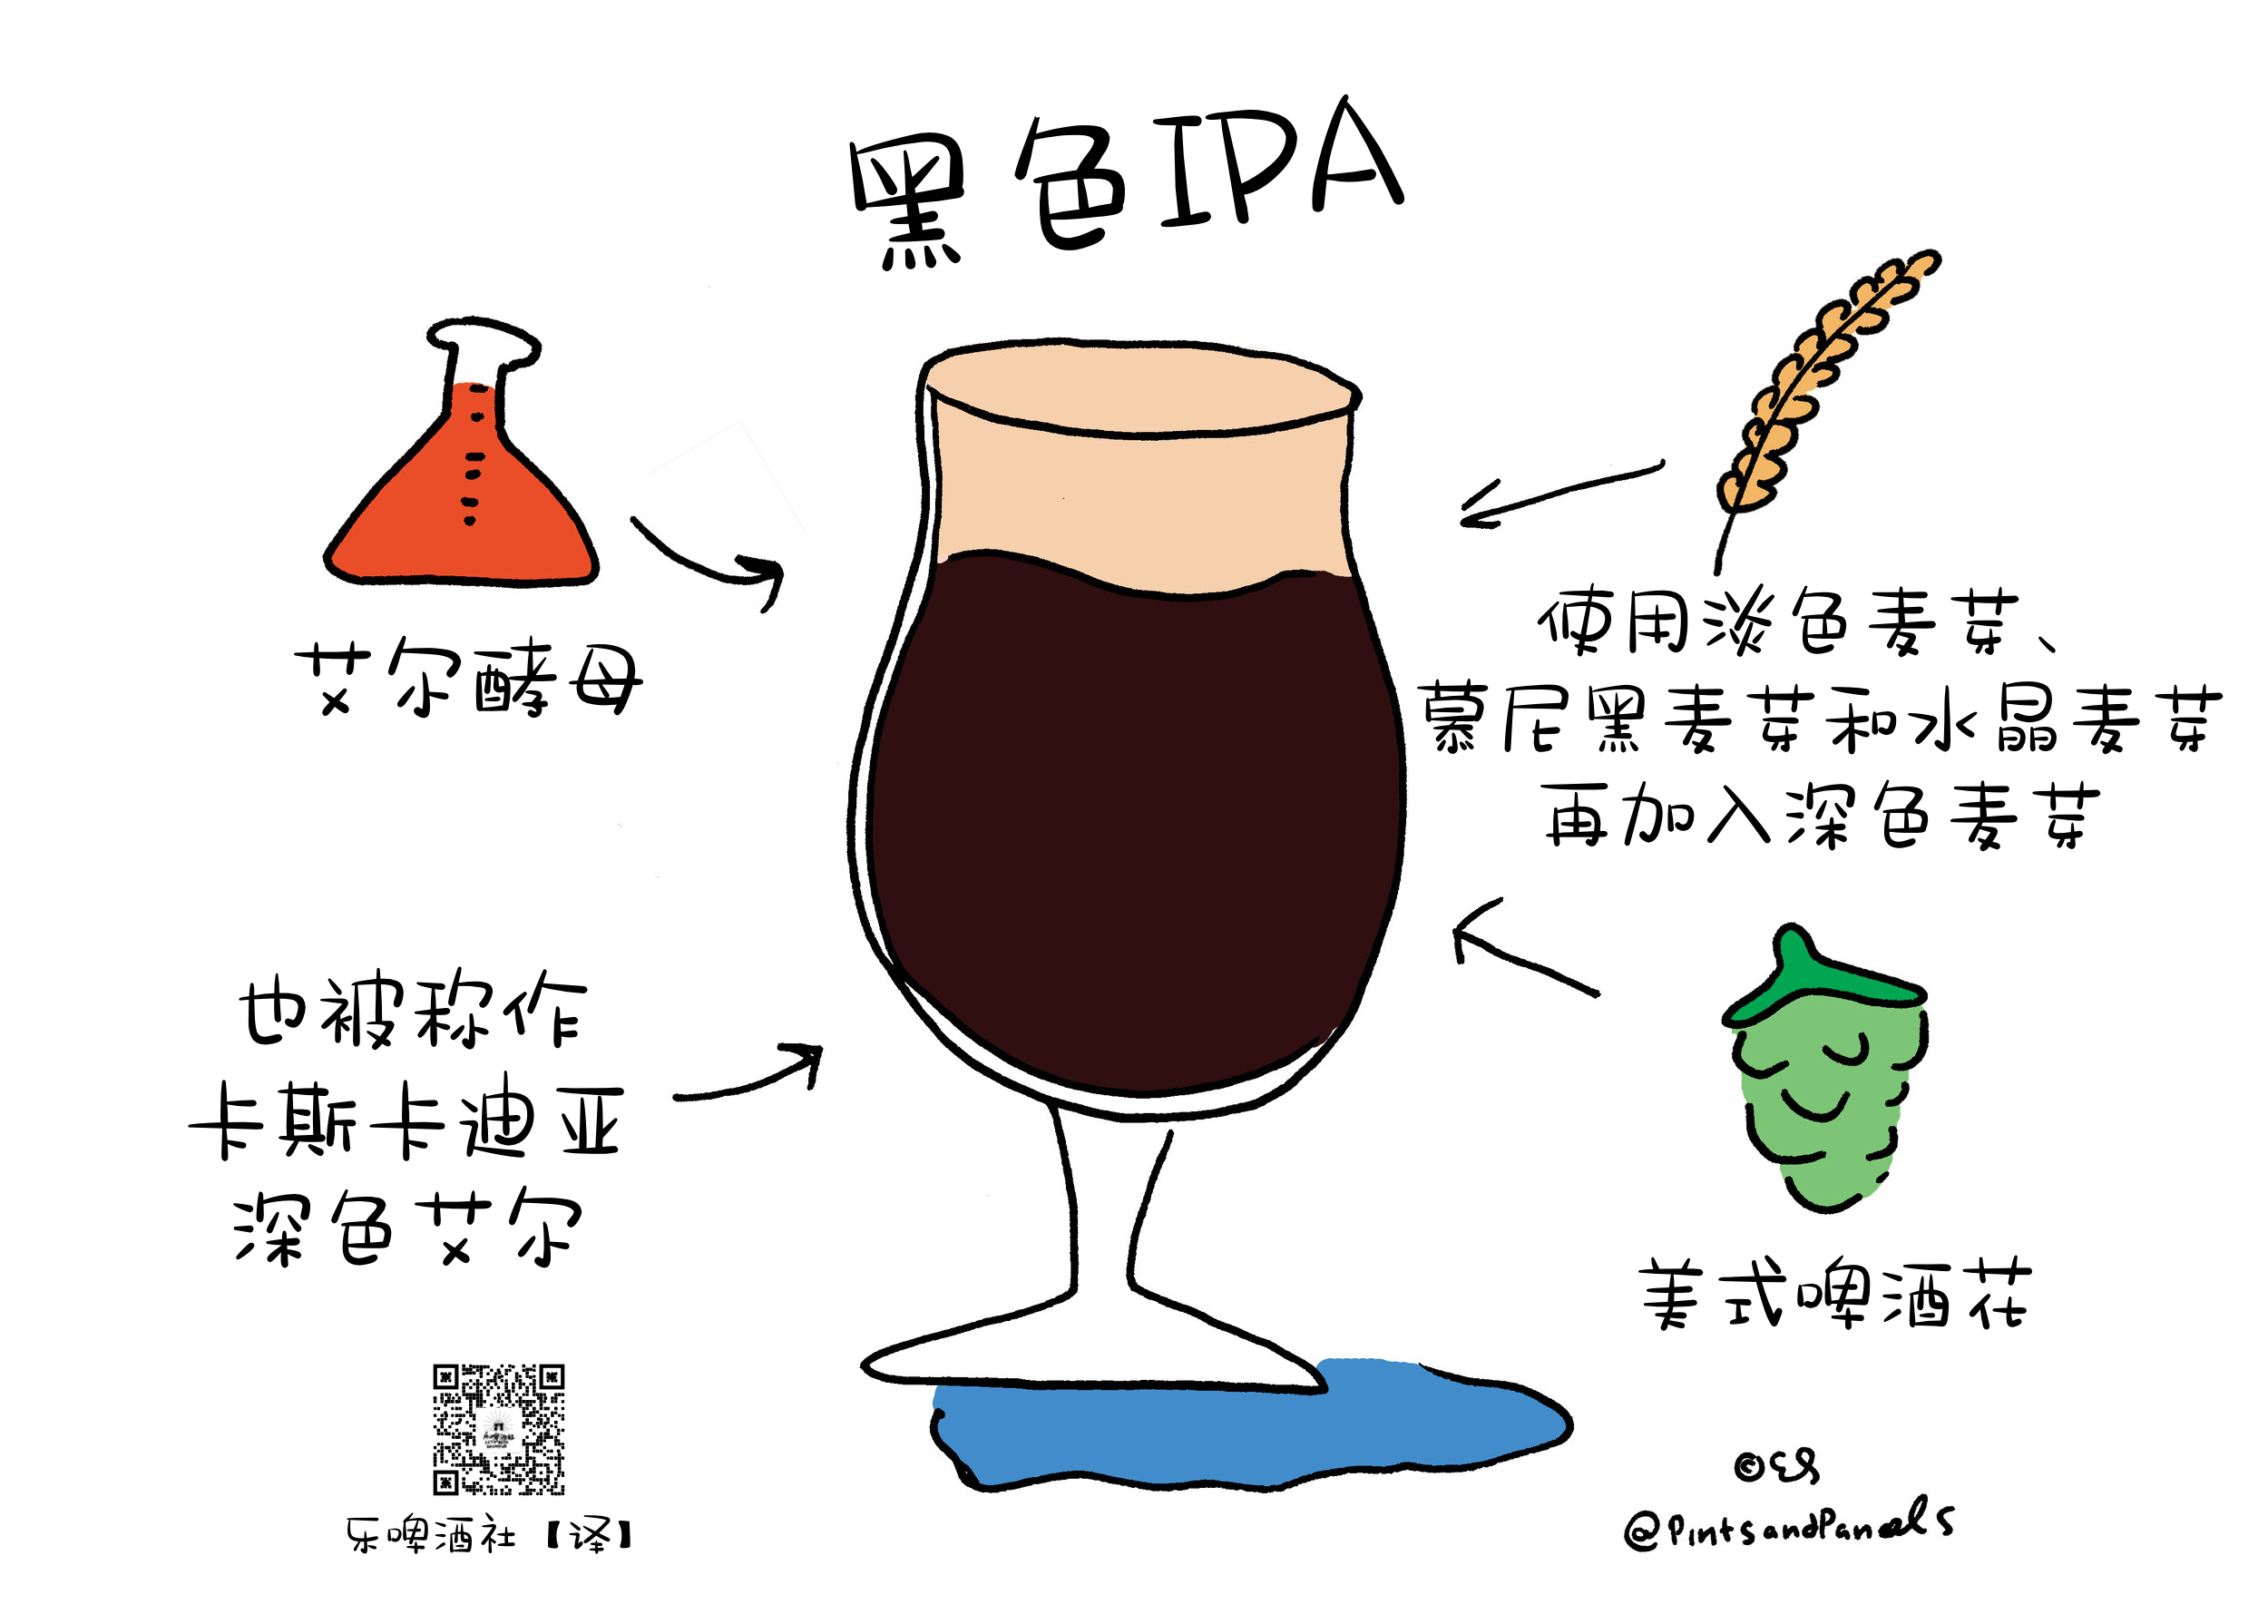 黑色IPA
艾尔酵母
使用淡色麦芽、
慕尼黑麦芽和水晶麦芽
再加入深色麦芽
也被称作
卡斯卡迪亚
深色艾尔
美式啤酒花
乐啤酒社【译】
©ES
@PintsandPanels